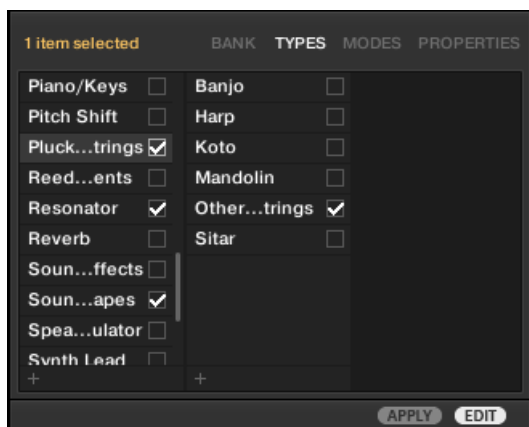 1 item selected BANK TYPES MODES PROPERTIES
Piano/Keys Banjo
Pitch Shift Harp
Pluck...trings Koto
Reed...ents Mandolin
Resonator Other...trings
Reverb Sitar
Soun...ffects
Soun...apes
Spea...ulator
Synth Lead
+ +
APPLY EDIT